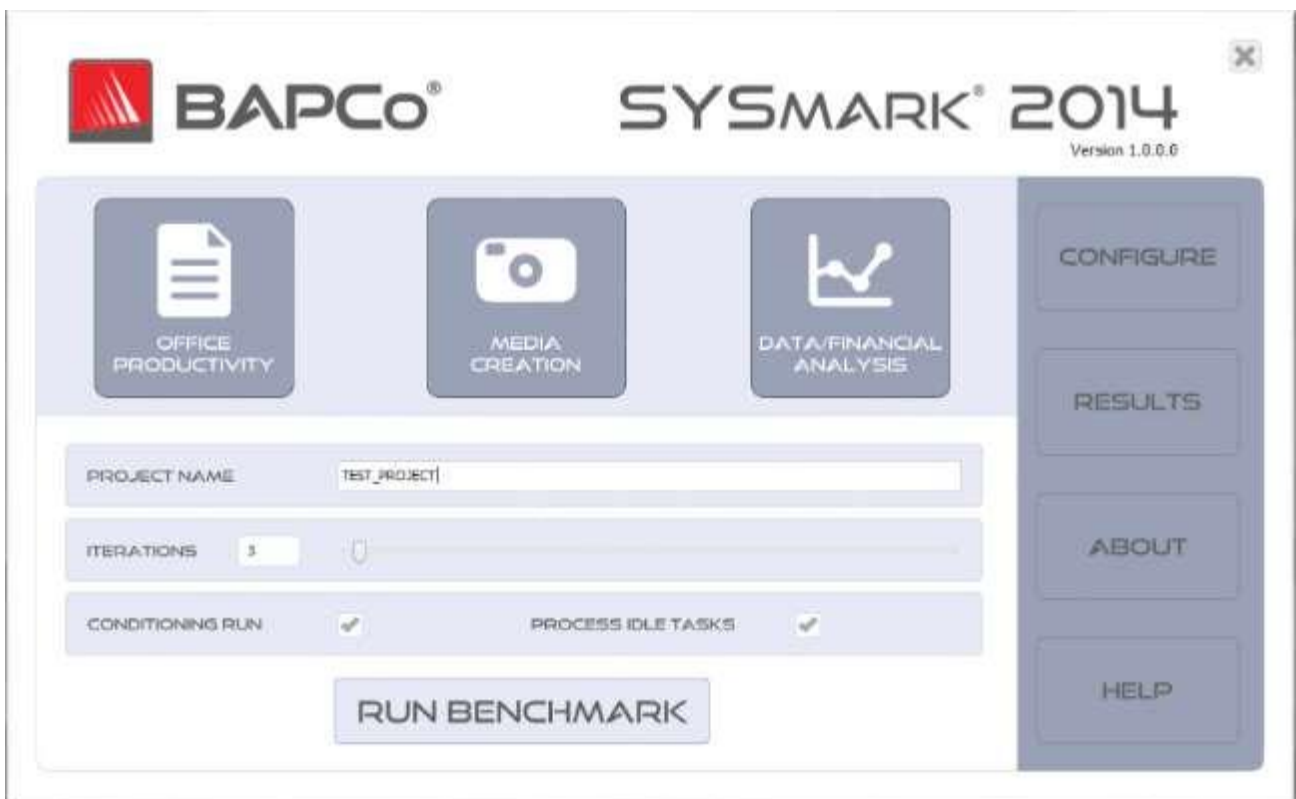 BAPCo®
SYSMARK® 2014
Version 1.0.0.0
OFFICE
PRODUCTIVITY
MEDIA
CREATION
DATA/FINANCIAL
ANALYSIS
CONFIGURE
RESULTS
ABOUT
HELP
PROJECT NAME TEST_PROJECT
ITERATIONS 3
CONDITIONING RUN PROCESS IDLE TASKS
RUN BENCHMARK